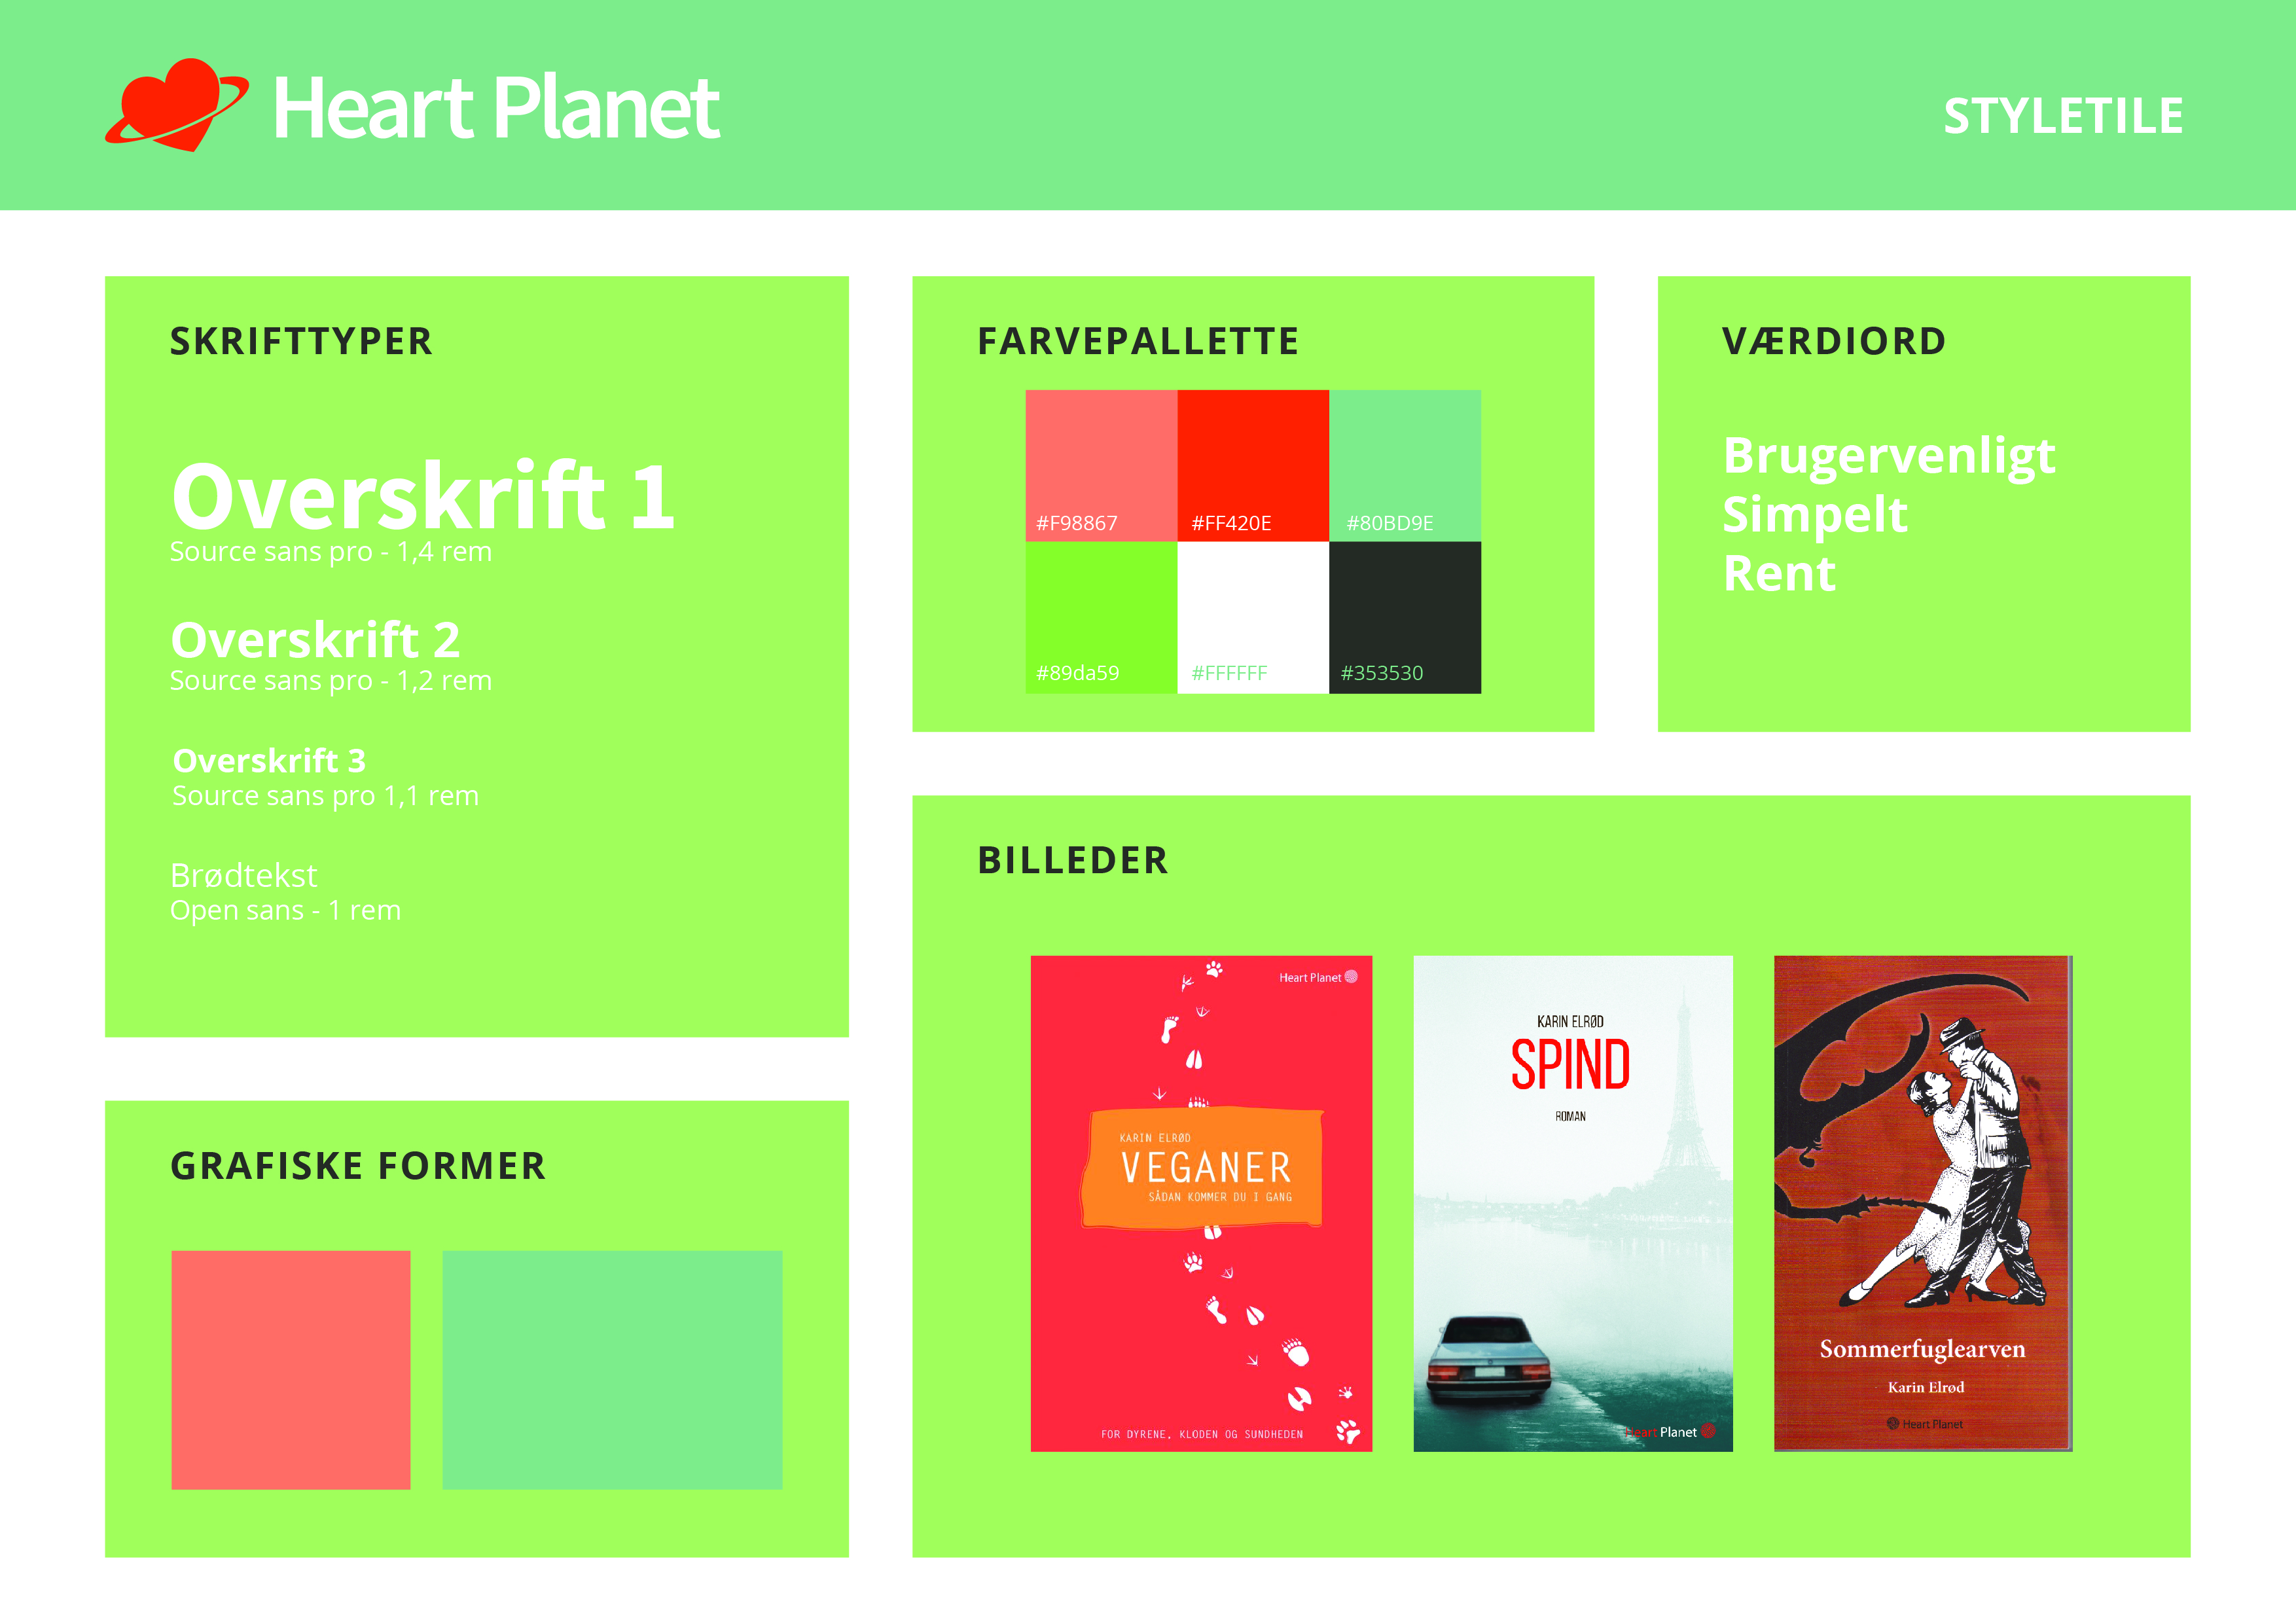 Heart Planet
STYLETILE
SKRIFTTYPER
Overskrift 1
Source sans pro - 1,4 rem
Overskrift 2
Source sans pro - 1,2 rem
Overskrift 3
Source sans pro 1,1 rem
Brødtekst
Open sans - 1 rem
FARVEPALLETTE
#F98867
#FF420E
#80BD9E
#89da59
#FFFFFF
#353530
VÆRDIORD
Brugervenligt
Simpelt
Rent
GRAFISKE FORMER
BILLEDER
Heart Planet
KARIN ELRØD
VEGANER
SÅDAN KOMMER DU I GANG
FOR DYRENE, KLODEN OG SUNDHEDEN
KARIN ELRØD
SPIND
ROMAN
Heart Planet
Sommerfuglearven
Karin Elrød
Heart Planet